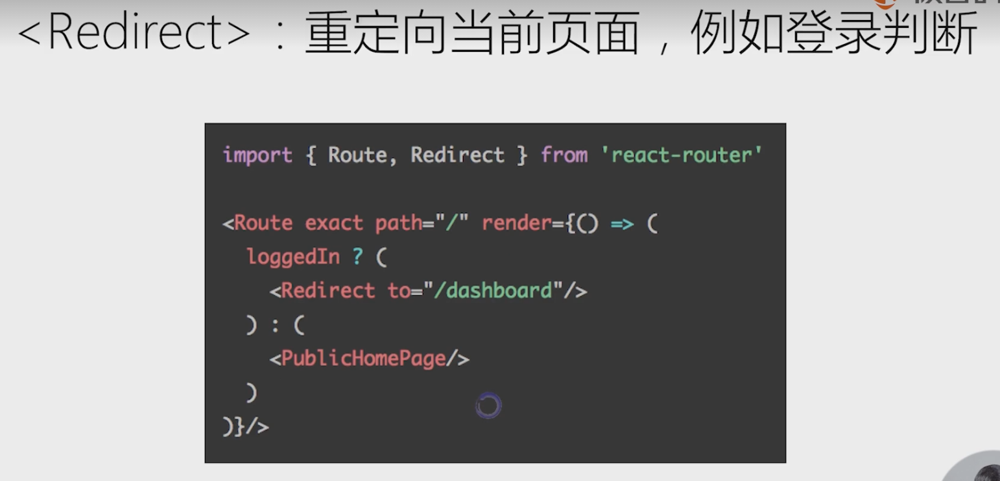 <Redirect>：重定向当前页面，例如登录判断
import { Route, Redirect } from 'react-router'
<Route exact path="/" render={() => (
loggedIn ? (
<Redirect to="/dashboard"/>
) : (
<PublicHomePage/>
)
)}/>